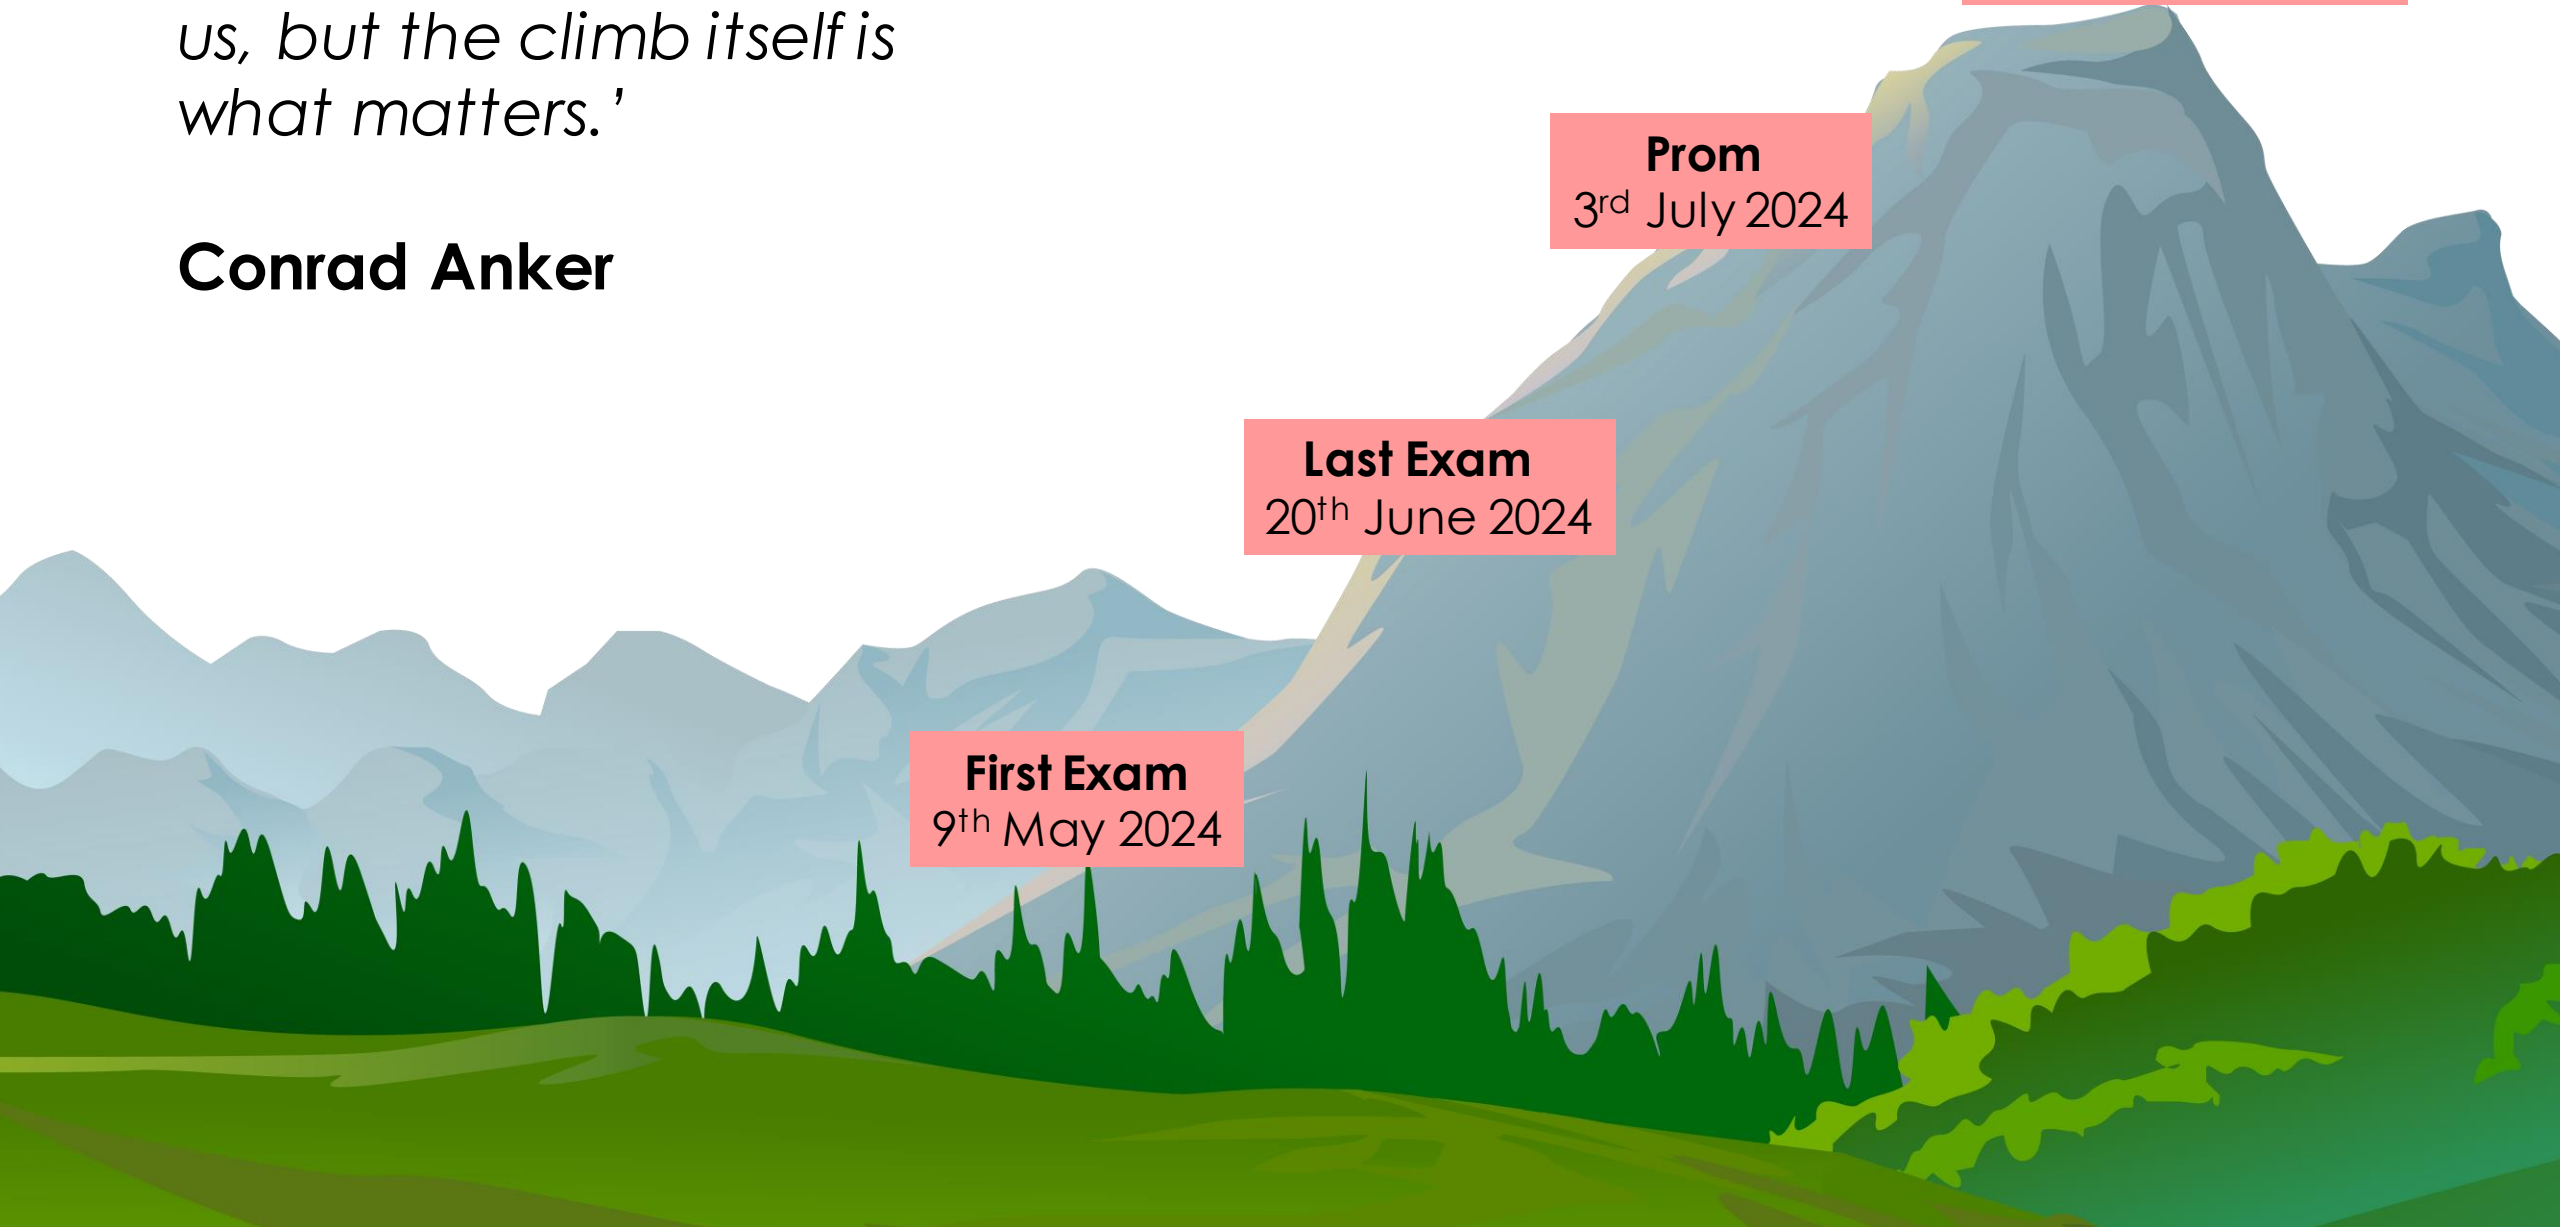 us, but the climb itself is
what matters.’
Conrad Anker
Prom
3rd July 2024
Last Exam
20th June 2024
First Exam
9th May 2024